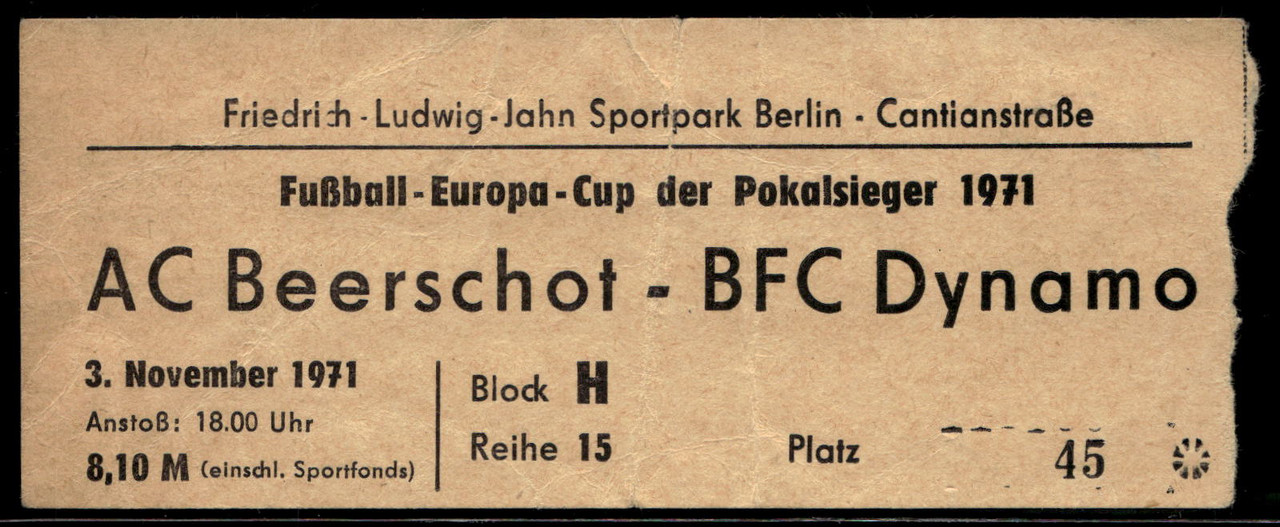 Friedrich-Ludwig-Jahn Sportpark Berlin · Cantianstraße
Fußball-Europa-Cup der Pokalsieger 1971
AC Beerschot - BFC Dynamo
3. November 1971
Anstoß: 18.00 Uhr
8,10 M (einschl. Sportfonds)
Block H
Reihe 15 Platz 45